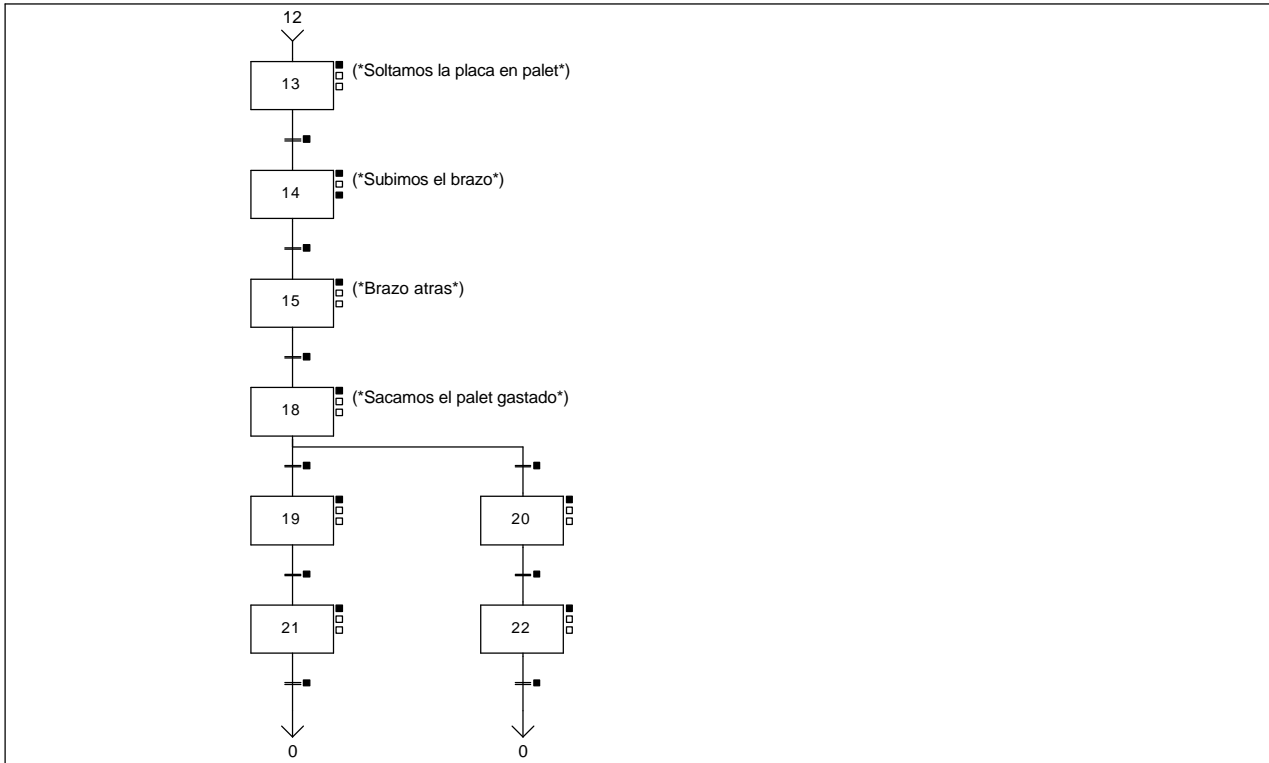 12
13 (*Soltamos la placa en palet*)
14 (*Subimos el brazo*)
15 (*Brazo atras*)
18 (*Sacamos el palet gastado*)
19 20
21 22
0 0